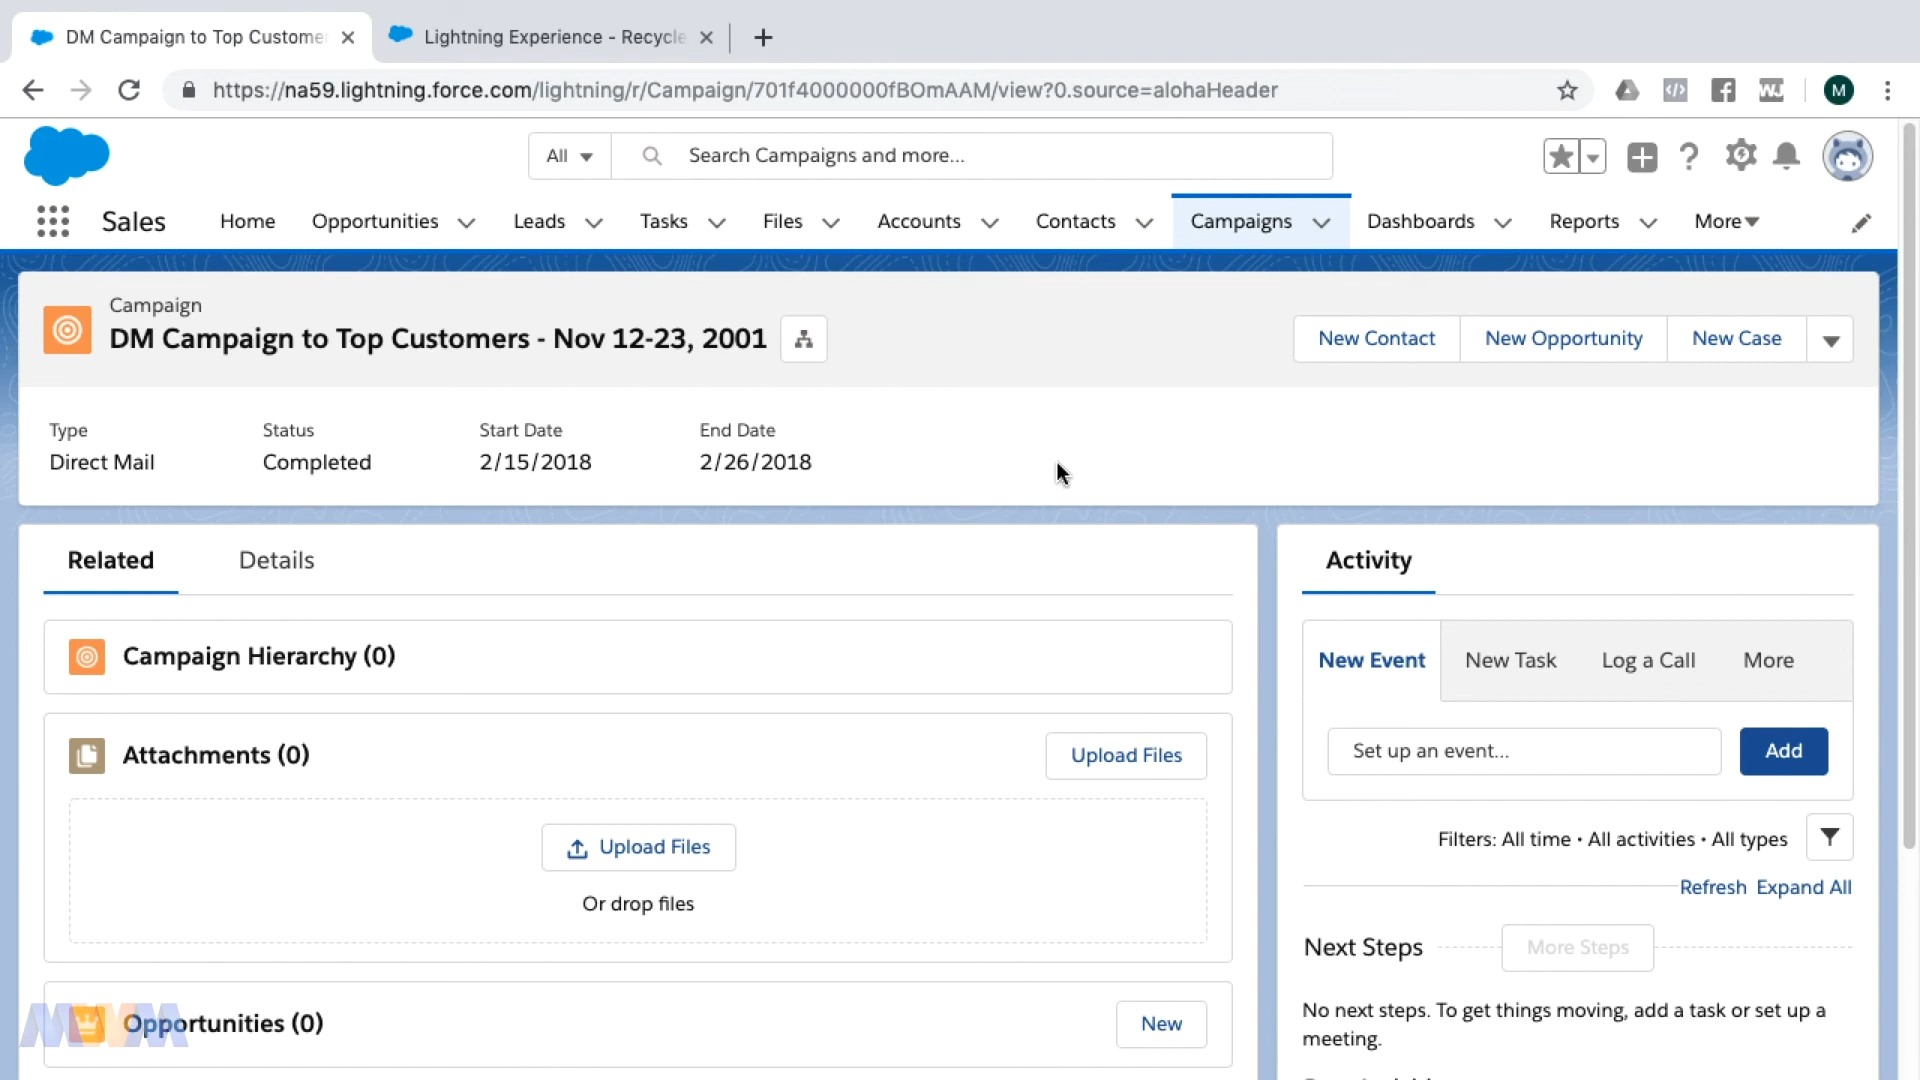 DM Campaign to Top Custome
Lightning Experience - Recycle
https://na59.lightning.force.com/lightning/r/Campaign/701f4000000fBOmAAM/view?0.source=alohaHeader
M
All
Search Campaigns and more...
Sales
Home
Opportunities
Leads
Tasks
Files
Accounts
Contacts
Campaigns
Dashboards
Reports
More
Campaign
DM Campaign to Top Customers - Nov 12-23, 2001
New Contact
New Opportunity
New Case
Type
Status
Start Date
End Date
Direct Mail
Completed
2/15/2018
2/26/2018
Related
Details
Campaign Hierarchy (0)
Attachments (0)
Upload Files
Upload Files
Or drop files
Opportunities (0)
New
Activity
New Event
New Task
Log a Call
More
Set up an event...
Add
Filters: All time • All activities • All types
Refresh
Expand All
Next Steps
More Steps
No next steps. To get things moving, add a task or set up a
meeting.